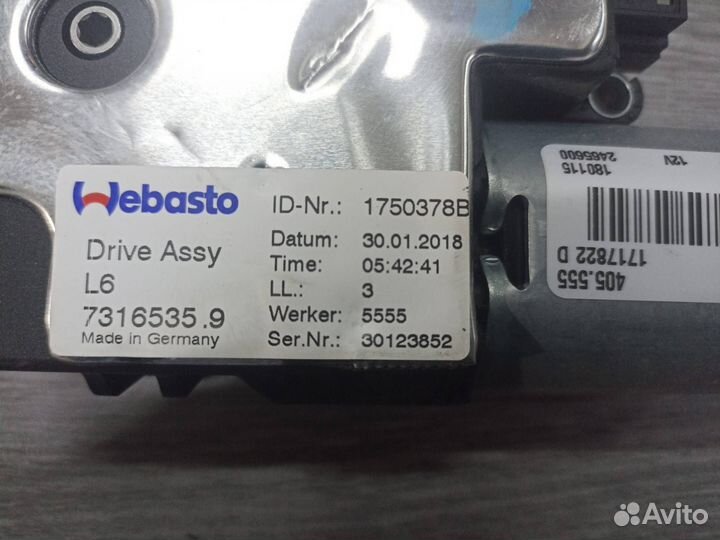 Webasto
Drive Assy
L6
7316535.9
Made in Germany
ID-Nr.: 1750378B
Datum: 30.01.2018
Time: 05:42:41
LL.: 3
Werker: 5555
Ser.Nr.: 30123852
405.555
1717822 D
180115
2465600
12V
Avito